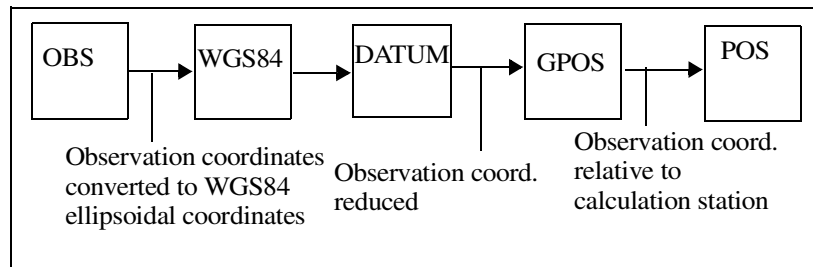 OBS
WGS84
DATUM
GPOS
POS
Observation coordinates
converted to WGS84
ellipsoidal coordinates
Observation coord.
reduced
Observation coord.
relative to
calculation station